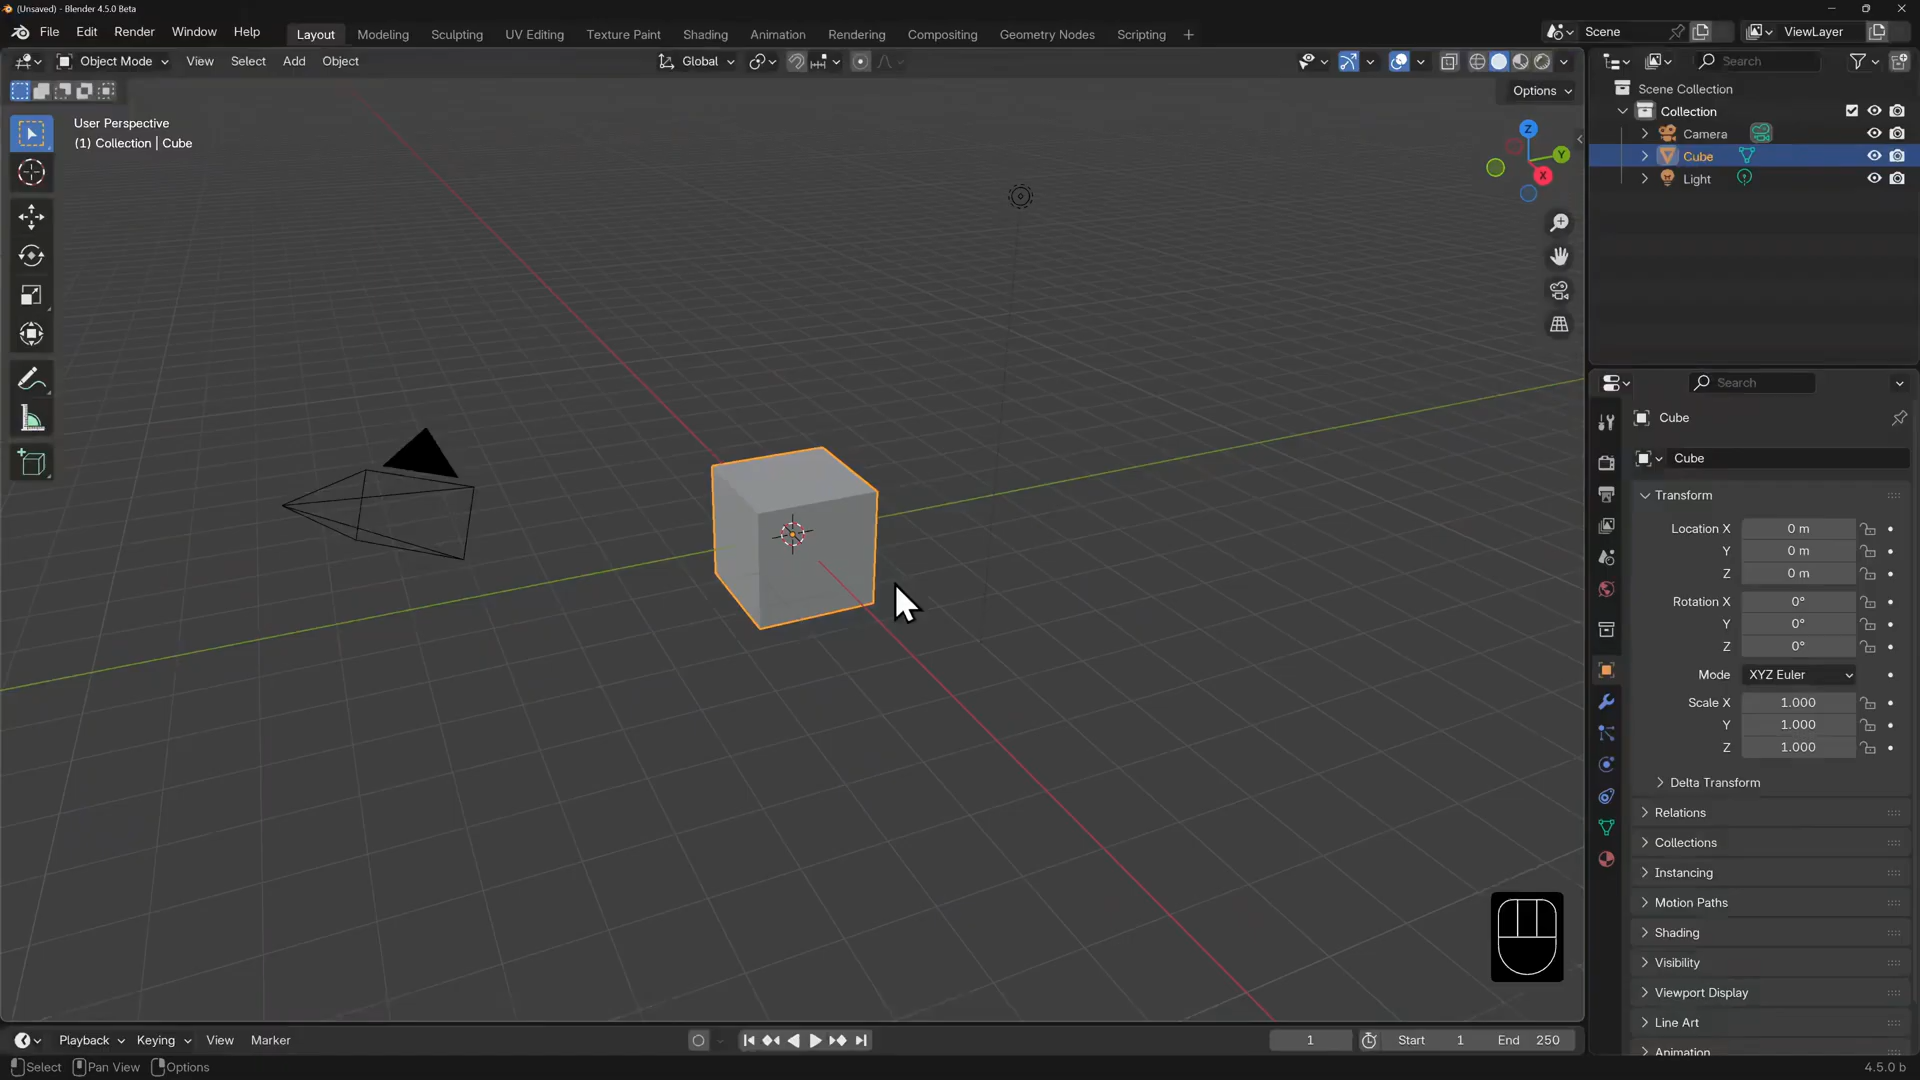 (Unsaved) - Blender 4.5.0 Beta
File Edit Render Window Help Layout Modeling Sculpting UV Editing Texture Paint Shading Animation Rendering Compositing Geometry Nodes Scripting + Scene ViewLayer
Object Mode View Select Add Object Global Search
Options
User Perspective
(1) Collection | Cube
Z
Y
X
Scene Collection
Collection
Camera
Cube
Light
Search
Cube
Cube
Transform
Location X 0 m
Y 0 m
Z 0 m
Rotation X 0°
Y 0°
Z 0°
Mode XYZ Euler
Scale X 1.000
Y 1.000
Z 1.000
Delta Transform
Relations
Collections
Instancing
Motion Paths
Shading
Visibility
Viewport Display
Line Art
Animation
Playback Keying View Marker 1 Start 1 End 250
Select Pan View Options 4.5.0 b